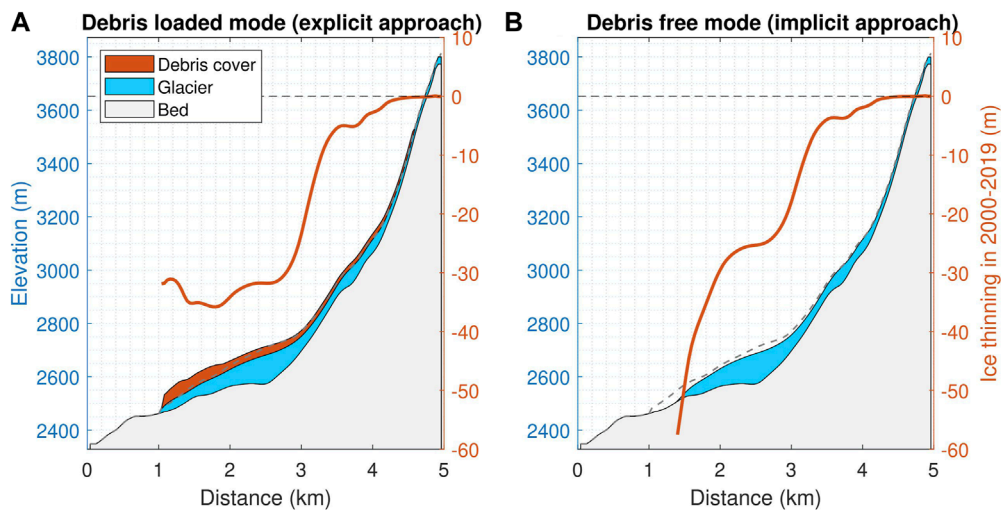 A
Debris loaded mode (explicit approach)
Elevation (m)
3800
3600
3400
3200
3000
2800
2600
2400
Debris cover
Glacier
Bed
10
0
-10
-20
-30
-40
-50
-60
0 1 2 3 4 5
Distance (km)
B
Debris free mode (implicit approach)
3800
3600
3400
3200
3000
2800
2600
2400
10
0
-10
-20
-30
-40
-50
-60
Ice thinning in 2000-2019 (m)
0 1 2 3 4 5
Distance (km)